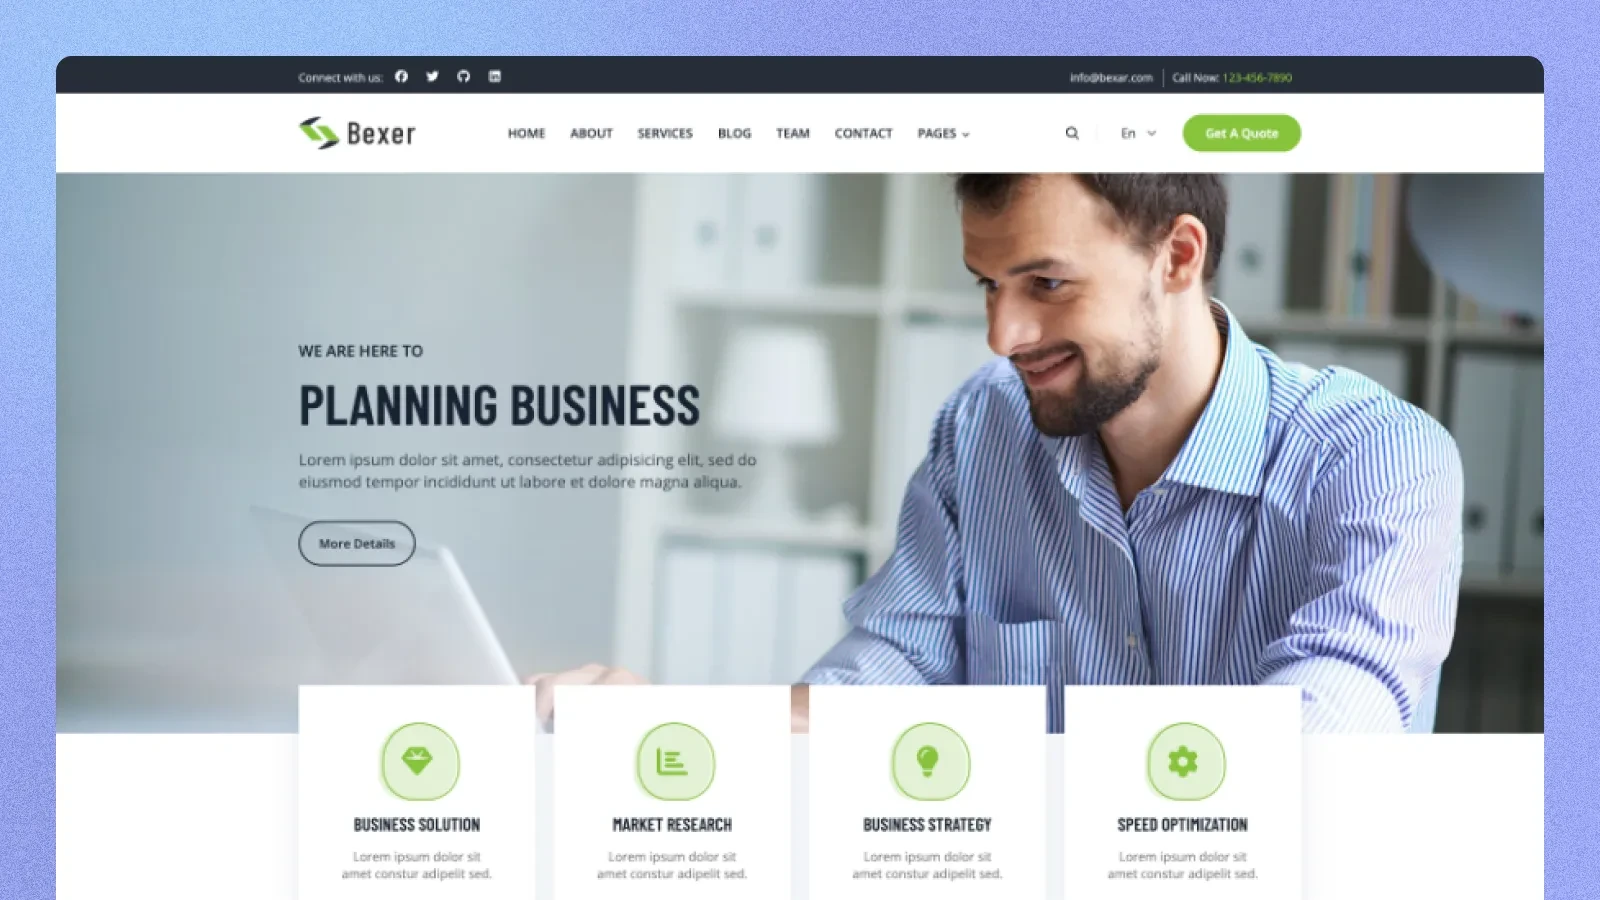 Connect with us:
info@bexar.com
Call Now: 123-456-7890
Bexer
HOME ABOUT SERVICES BLOG TEAM CONTACT PAGES
En
Get A Quote
WE ARE HERE TO
PLANNING BUSINESS
Lorem ipsum dolor sit amet, consectetur adipisicing elit, sed do
eiusmod tempor incididunt ut labore et dolore magna aliqua.
More Details
BUSINESS SOLUTION
Lorem ipsum dolor sit
amet constur adipelit sed.
MARKET RESEARCH
Lorem ipsum dolor sit
amet constur adipelit sed.
BUSINESS STRATEGY
Lorem ipsum dolor sit
amet constur adipelit sed.
SPEED OPTIMIZATION
Lorem ipsum dolor sit
amet constur adipelit sed.